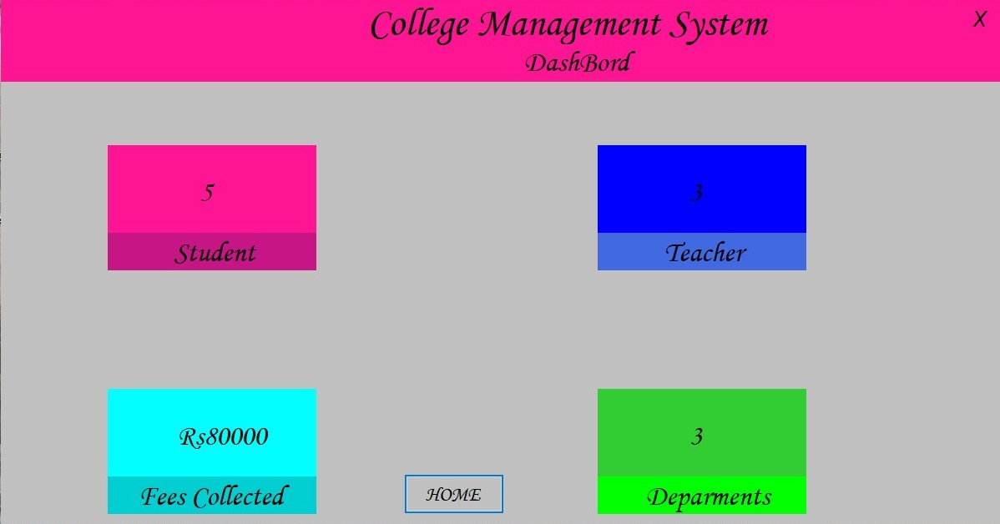 College Management System
X
DashBord
5
Student
3
Teacher
Rs80000
Fees Collected
HOME
3
Deparments